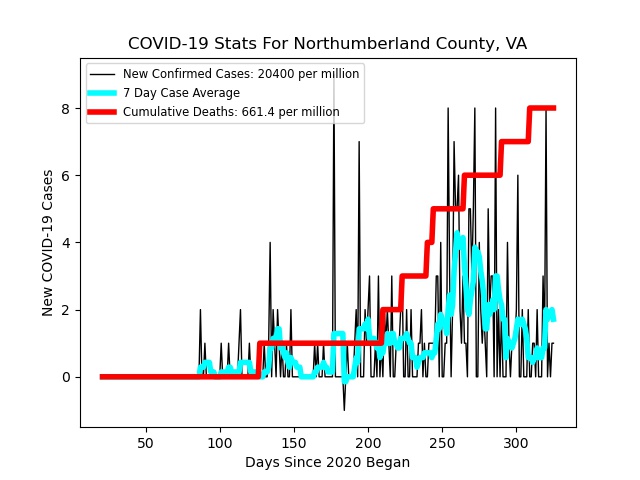 COVID-19 Stats For Northumberland County, VA
New Confirmed Cases: 20400 per million
7 Day Case Average
Cumulative Deaths: 661.4 per million
New COVID-19 Cases
8
6
4
2
0
50 100 150 200 250 300
Days Since 2020 Began